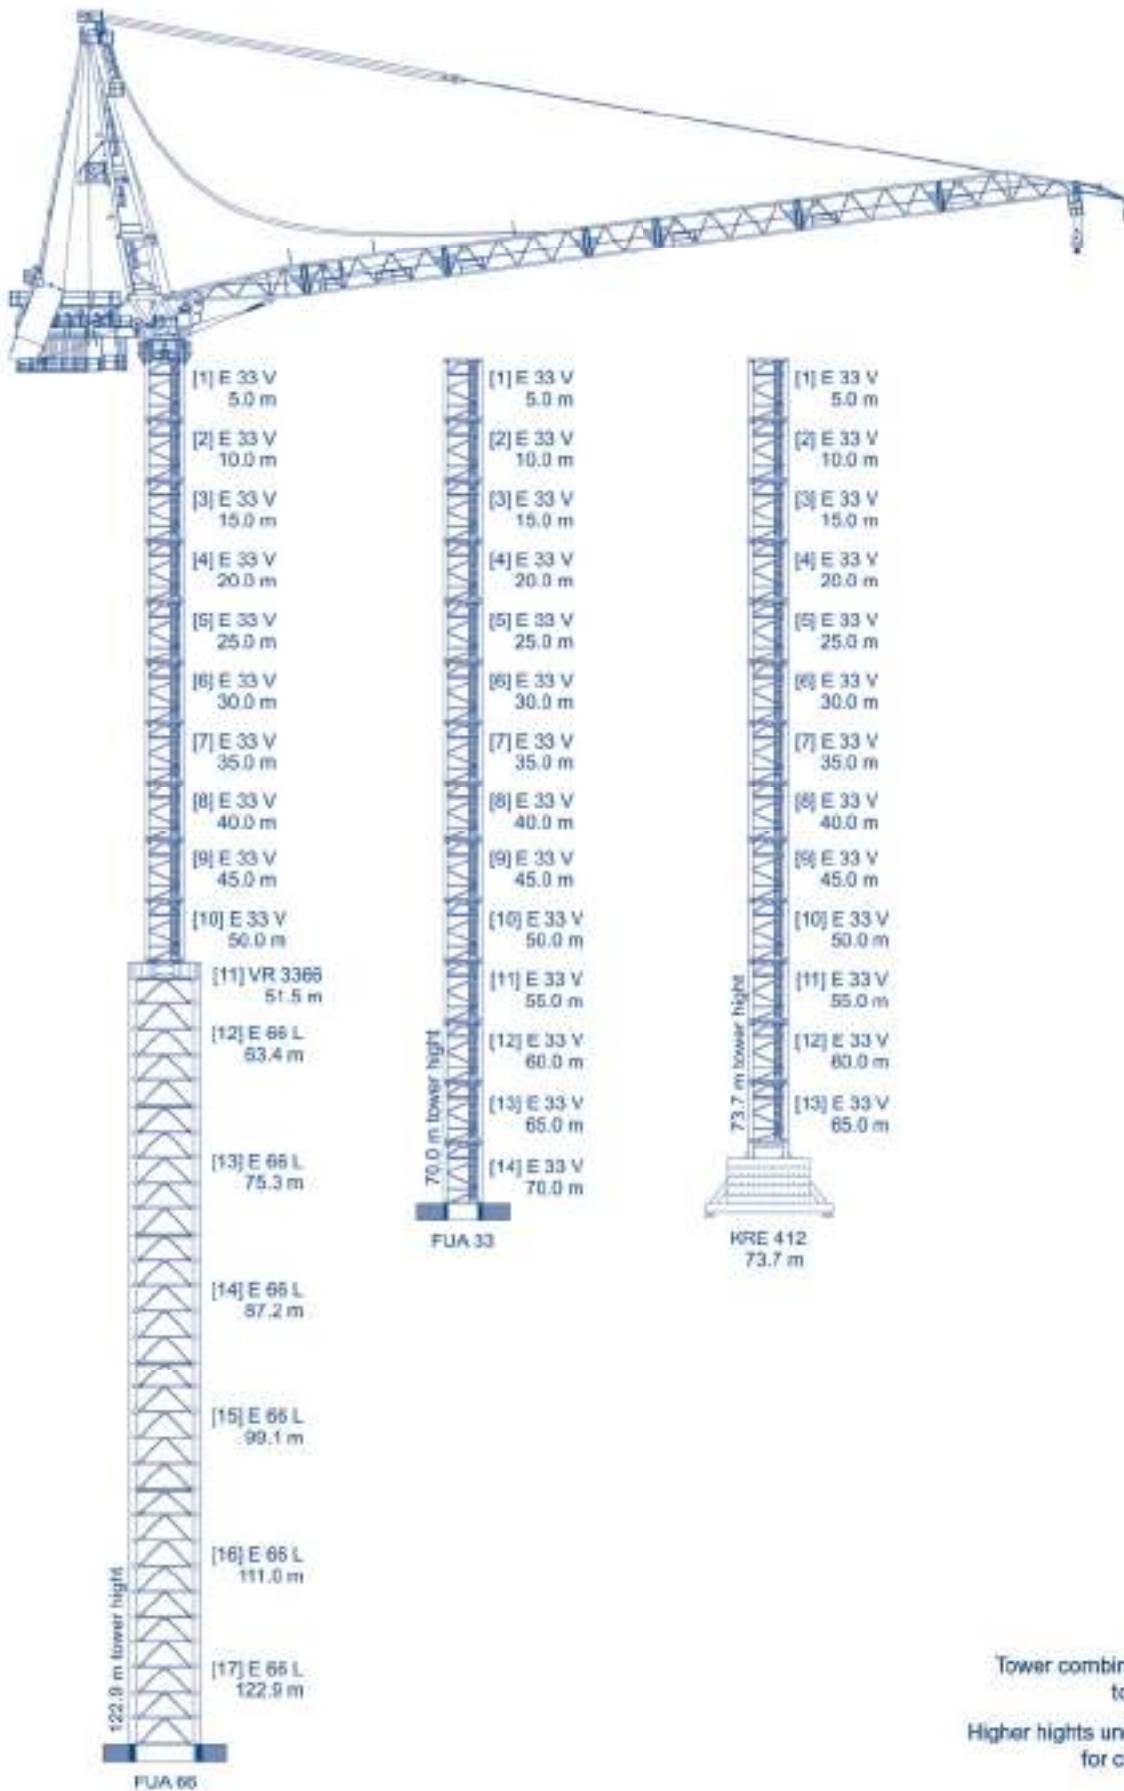 [1] E 33 V
5.0 m
[2] E 33 V
10.0 m
[3] E 33 V
15.0 m
[4] E 33 V
20.0 m
[5] E 33 V
25.0 m
[6] E 33 V
30.0 m
[7] E 33 V
35.0 m
[8] E 33 V
40.0 m
[9] E 33 V
45.0 m
[10] E 33 V
50.0 m
[11] VR 3366
51.5 m
[12] E 66 L
63.4 m
[13] E 66 L
75.3 m
[14] E 66 L
87.2 m
[15] E 66 L
99.1 m
[16] E 66 L
111.0 m
[17] E 66 L
122.9 m
122.9 m tower hight
FUA 66
[1] E 33 V
5.0 m
[2] E 33 V
10.0 m
[3] E 33 V
15.0 m
[4] E 33 V
20.0 m
[5] E 33 V
25.0 m
[6] E 33 V
30.0 m
[7] E 33 V
35.0 m
[8] E 33 V
40.0 m
[9] E 33 V
45.0 m
[10] E 33 V
50.0 m
[11] E 33 V
55.0 m
[12] E 33 V
60.0 m
[13] E 33 V
65.0 m
[14] E 33 V
70.0 m
70.0 m tower hight
FUA 33
[1] E 33 V
5.0 m
[2] E 33 V
10.0 m
[3] E 33 V
15.0 m
[4] E 33 V
20.0 m
[5] E 33 V
25.0 m
[6] E 33 V
30.0 m
[7] E 33 V
35.0 m
[8] E 33 V
40.0 m
[9] E 33 V
45.0 m
[10] E 33 V
50.0 m
[11] E 33 V
55.0 m
[12] E 33 V
60.0 m
[13] E 33 V
65.0 m
73.7 m tower hight
KRE 412
73.7 m
Tower combin
to
Higher hights un
for c